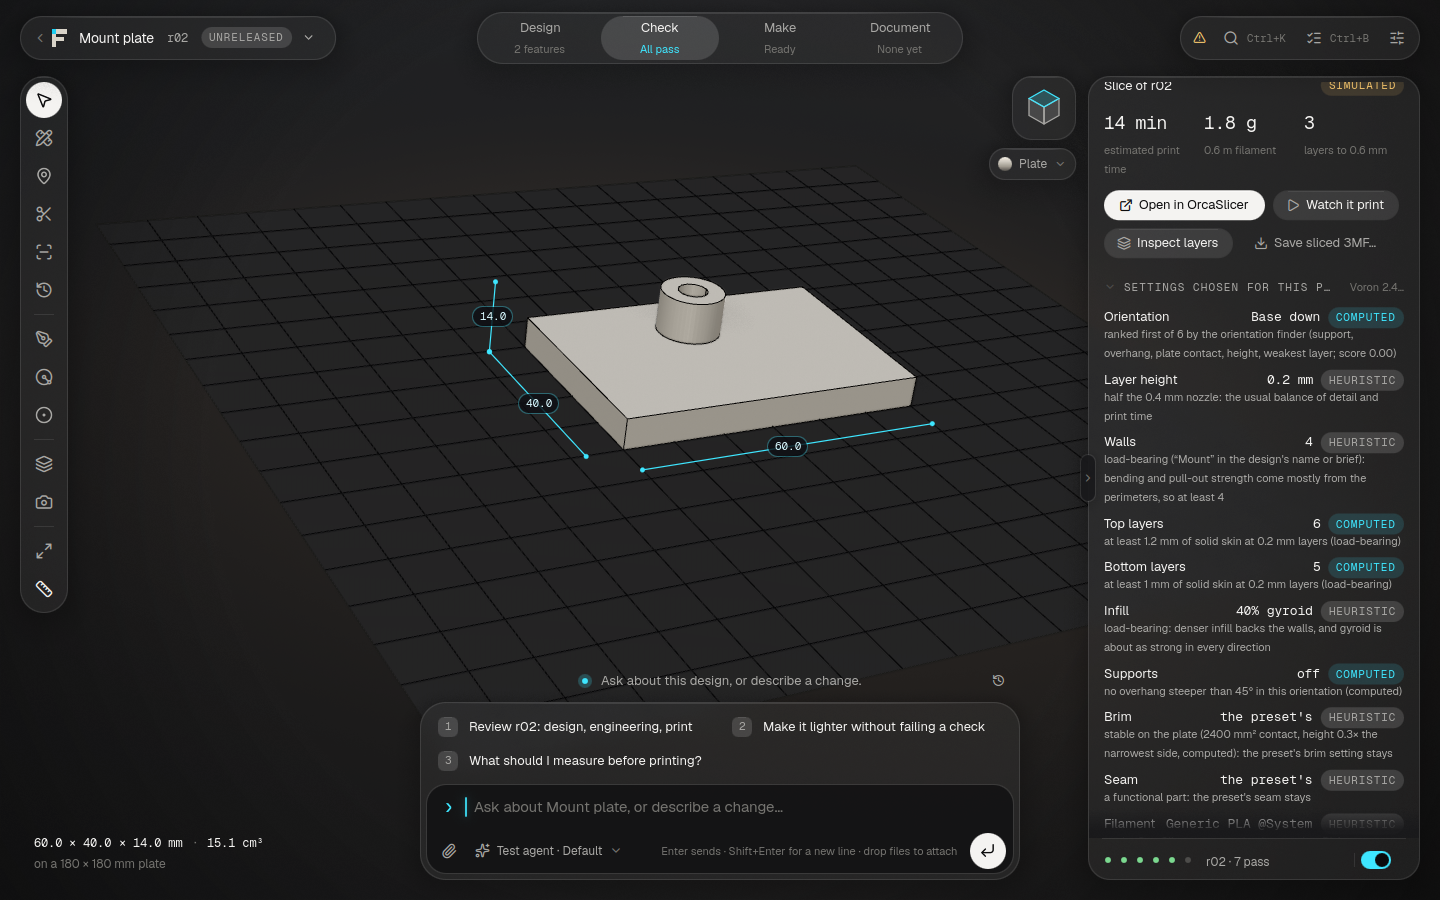 Mount plate r02 UNRELEASED
Design
2 features
Check
All pass
Make
Ready
Document
None yet
Ctrl+K Ctrl+B
Plate
14.0
40.0
60.0
Slice of r02 SIMULATED
14 min 1.8 g 3
estimated print time
0.6 m filament
layers to 0.6 mm
Open in OrcaSlicer Watch it print
Inspect layers Save sliced 3MF...
SETTINGS CHOSEN FOR THIS P... Voron 2.4...
Orientation Base down COMPUTED
ranked first of 6 by the orientation finder (support,
overhang, plate contact, height, weakest layer; score 0.00)
Layer height 0.2 mm HEURISTIC
half the 0.4 mm nozzle: the usual balance of detail and
print time
Walls 4 HEURISTIC
load-bearing (“Mount” in the design's name or brief):
bending and pull-out strength come mostly from the
perimeters, so at least 4
Top layers 6 COMPUTED
at least 1.2 mm of solid skin at 0.2 mm layers (load-bearing)
Bottom layers 5 COMPUTED
at least 1 mm of solid skin at 0.2 mm layers (load-bearing)
Infill 40% gyroid HEURISTIC
load-bearing: denser infill backs the walls, and gyroid is
about as strong in every direction
Supports off COMPUTED
no overhang steeper than 45° in this orientation (computed)
Brim the preset's HEURISTIC
stable on the plate (2400 mm² contact, height 0.3× the
narrowest side, computed): the preset's brim setting stays
Seam the preset's HEURISTIC
a functional part: the preset's seam stays
Filament Generic PLA @System HEURISTIC
r02 · 7 pass
Ask about this design, or describe a change.
1 Review r02: design, engineering, print
2 Make it lighter without failing a check
3 What should I measure before printing?
Ask about Mount plate, or describe a change...
Test agent · Default
Enter sends · Shift+Enter for a new line · drop files to attach
60.0 × 40.0 × 14.0 mm · 15.1 cm³
on a 180 × 180 mm plate